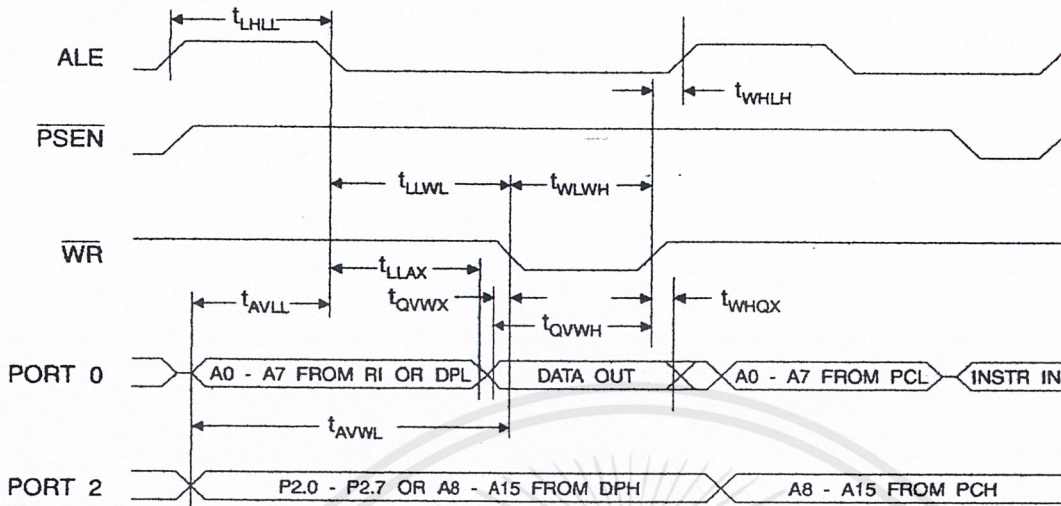 tLHLL
ALE
tWHLH
PSEN
tLLWL
tWLWH
WR
tLLAX
tAVLL
tQVWX
tWHQX
tQVWH
PORT 0
A0 - A7 FROM RI OR DPL
DATA OUT
A0 - A7 FROM PCL
INSTR IN
tAVWL
PORT 2
P2.0 - P2.7 OR A8 - A15 FROM DPH
A8 - A15 FROM PCH